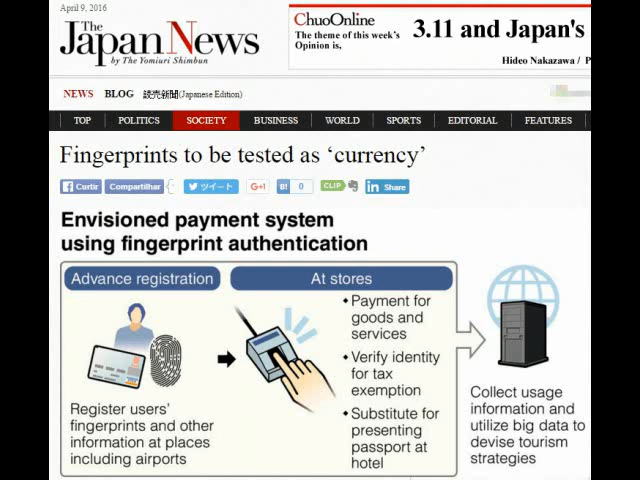 April 9, 2016
The Japan News
by The Yomiuri Shimbun
ChuoOnline
The theme of this week's
Opinion is.
3.11 and Japan's
Hideo Nakazawa / P
NEWS BLOG 読売新聞(Japanese Edition)
TOP POLITICS SOCIETY BUSINESS WORLD SPORTS EDITORIAL FEATURES
Fingerprints to be tested as ‘currency’
Curtir Compartilhar ツイート G+1 B! 0 CLIP in Share
Envisioned payment system
using fingerprint authentication
Advance registration
Register users'
fingerprints and other
information at places
including airports
At stores
◆Payment for
goods and
services
◆Verify identity
for tax
exemption
◆Substitute for
presenting
passport at
hotel
Collect usage
information and
utilize big data to
devise tourism
strategies